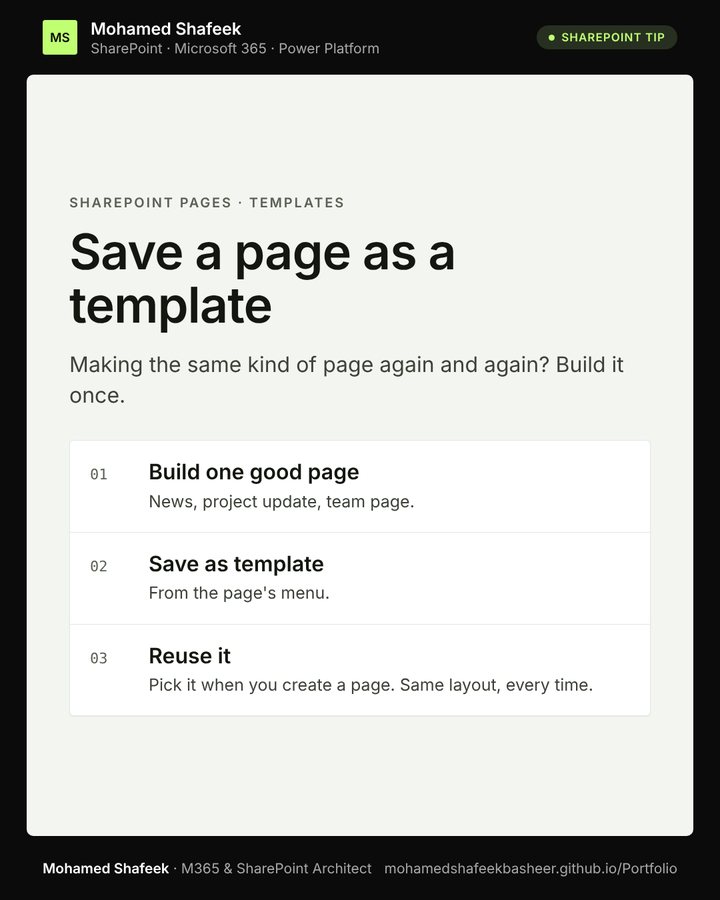 MS
Mohamed Shafeek
SharePoint · Microsoft 365 · Power Platform
SHAREPOINT TIP
SHAREPOINT PAGES · TEMPLATES
Save a page as a
template
Making the same kind of page again and again? Build it
once.
01
Build one good page
News, project update, team page.
02
Save as template
From the page's menu.
03
Reuse it
Pick it when you create a page. Same layout, every time.
Mohamed Shafeek · M365 & SharePoint Architect
mohamedshafeekbasheer.github.io/Portfolio